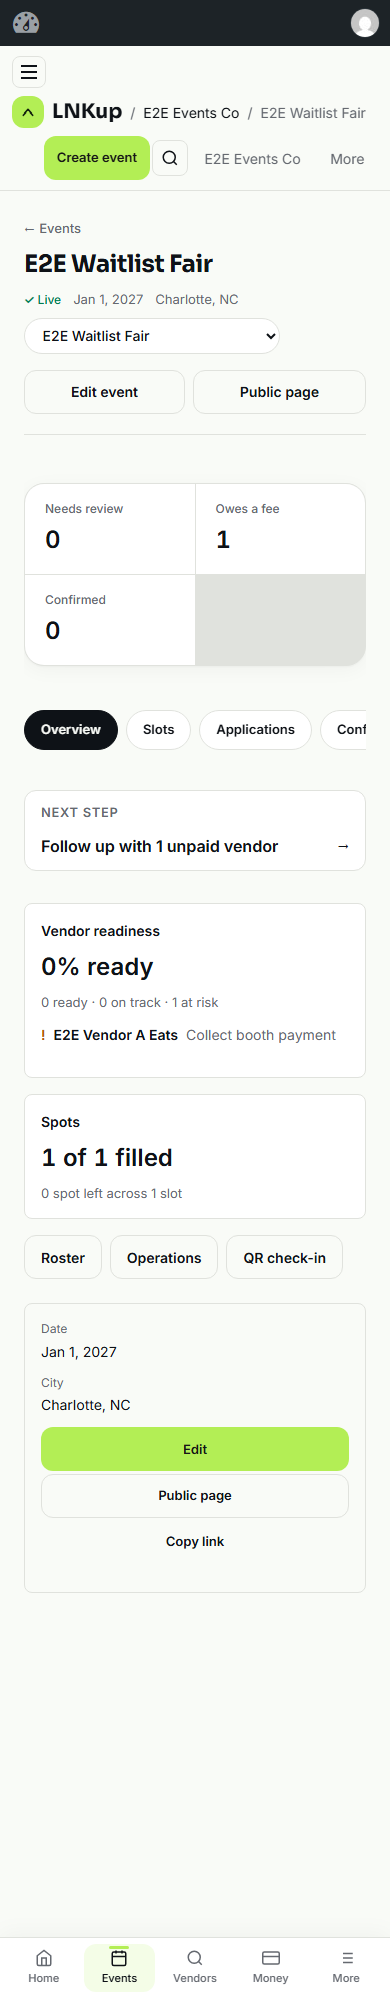 LNKup / E2E Events Co / E2E Waitlist Fair
Create event E2E Events Co More
← Events
E2E Waitlist Fair
✓ Live Jan 1, 2027 Charlotte, NC
E2E Waitlist Fair
Edit event Public page
Needs review Owes a fee
0 1
Confirmed
0
Overview Slots Applications Conf
NEXT STEP
Follow up with 1 unpaid vendor →
Vendor readiness
0% ready
0 ready · 0 on track · 1 at risk
! E2E Vendor A Eats Collect booth payment
Spots
1 of 1 filled
0 spot left across 1 slot
Roster Operations QR check-in
Date
Jan 1, 2027
City
Charlotte, NC
Edit
Public page
Copy link
Home Events Vendors Money More